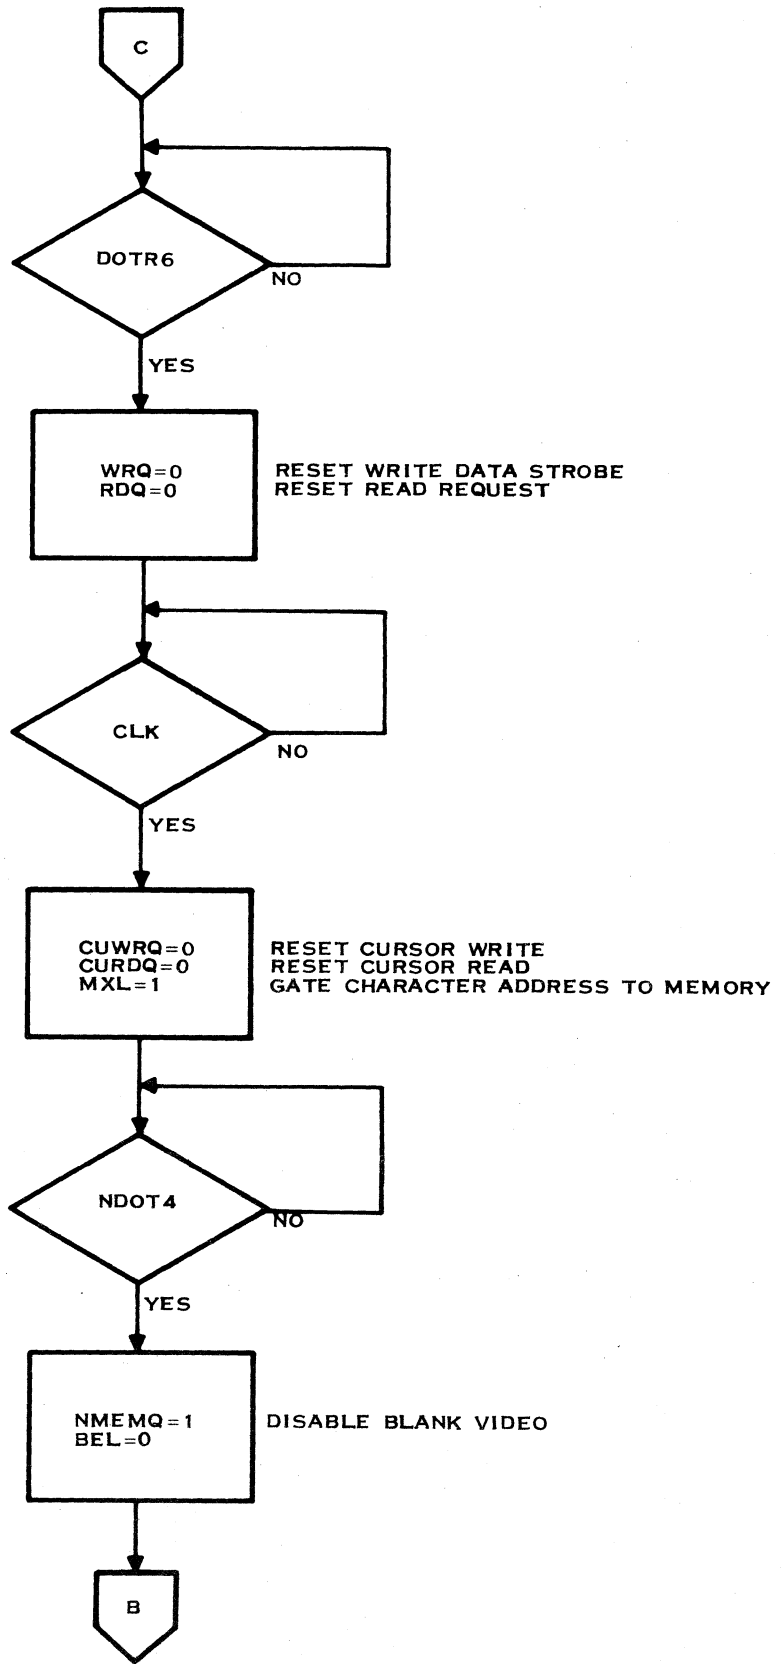 C
DOTR6
NO
YES
WRQ=0 RESET WRITE DATA STROBE
RDQ=0 RESET READ REQUEST
CLK
NO
YES
CUWRQ=0 RESET CURSOR WRITE
CURDQ=0 RESET CURSOR READ
MXL=1 GATE CHARACTER ADDRESS TO MEMORY
NDOT4
NO
YES
NMEMQ=1 DISABLE BLANK VIDEO
BEL=0
B